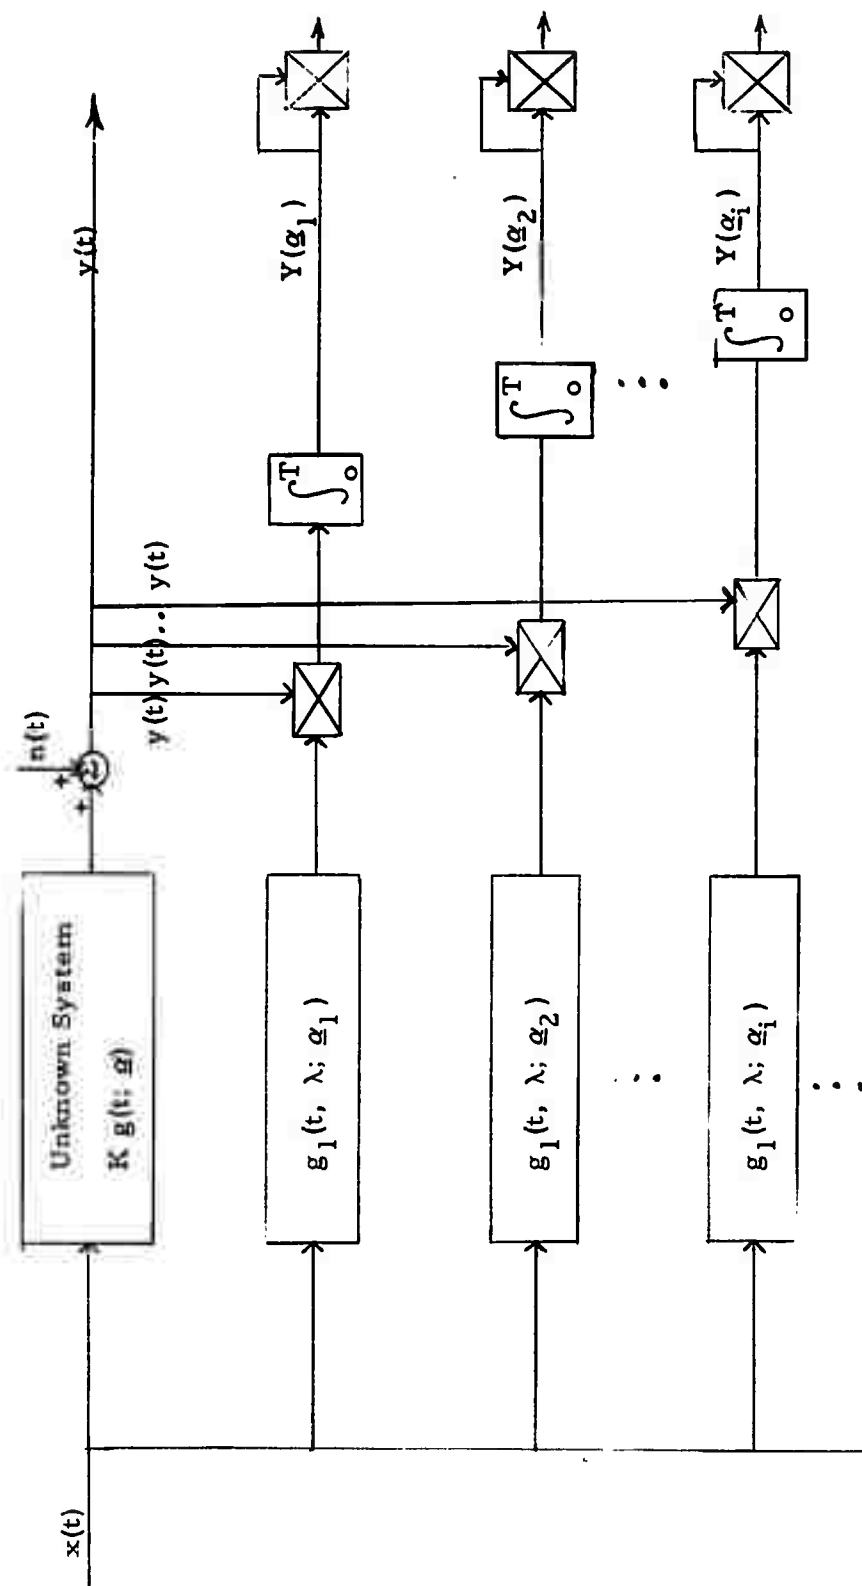 x(t)
Unknown System
K g(t; α)
+
+
Σ
n(t)
y(t)
y(t) y(t)... y(t)
g₁(t, λ; α₁)
∫₀ᵀ
Y(α₁)
g₁(t, λ; α₂)
∫₀ᵀ
Y(α₂)
...
...
g₁(t, λ; αᵢ)
∫₀ᵀ
Y(αᵢ)
...